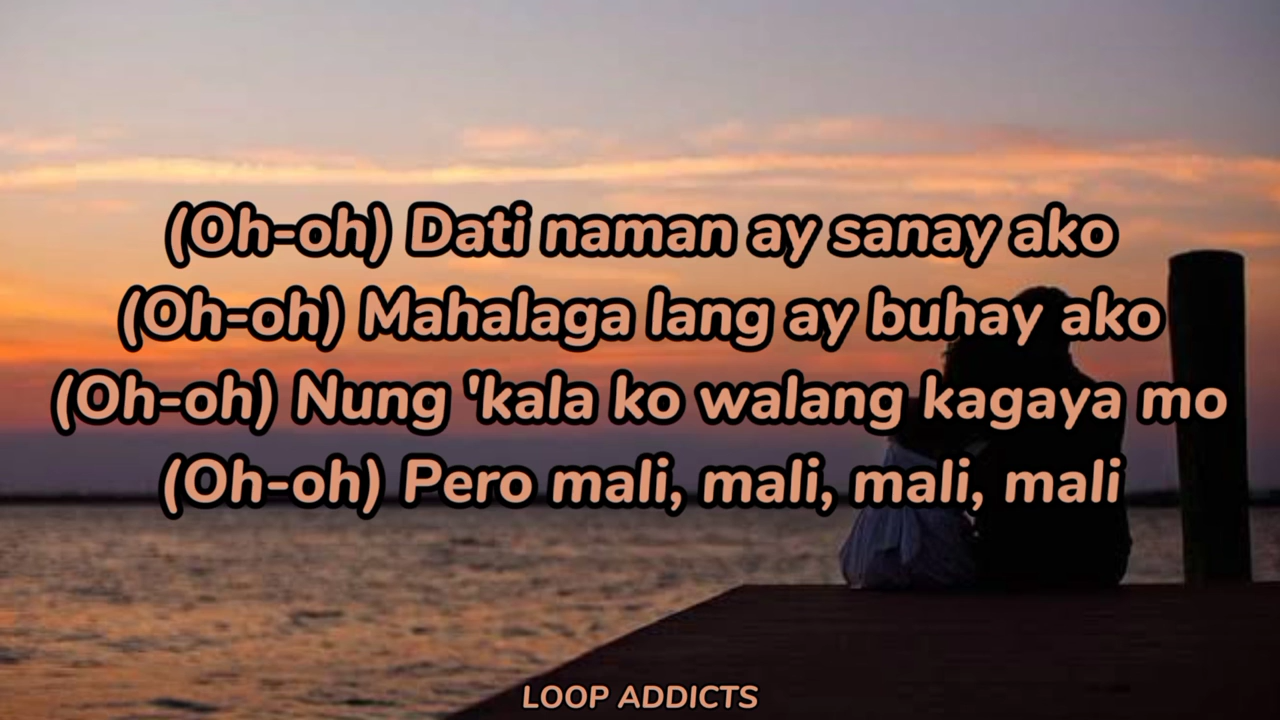 (Oh-oh) Dati naman ay sanay ako
(Oh-oh) Mahalaga lang ay buhay ako
(Oh-oh) Nung 'kala ko walang kagaya mo
(Oh-oh) Pero mali, mali, mali, mali
LOOP ADDICTS